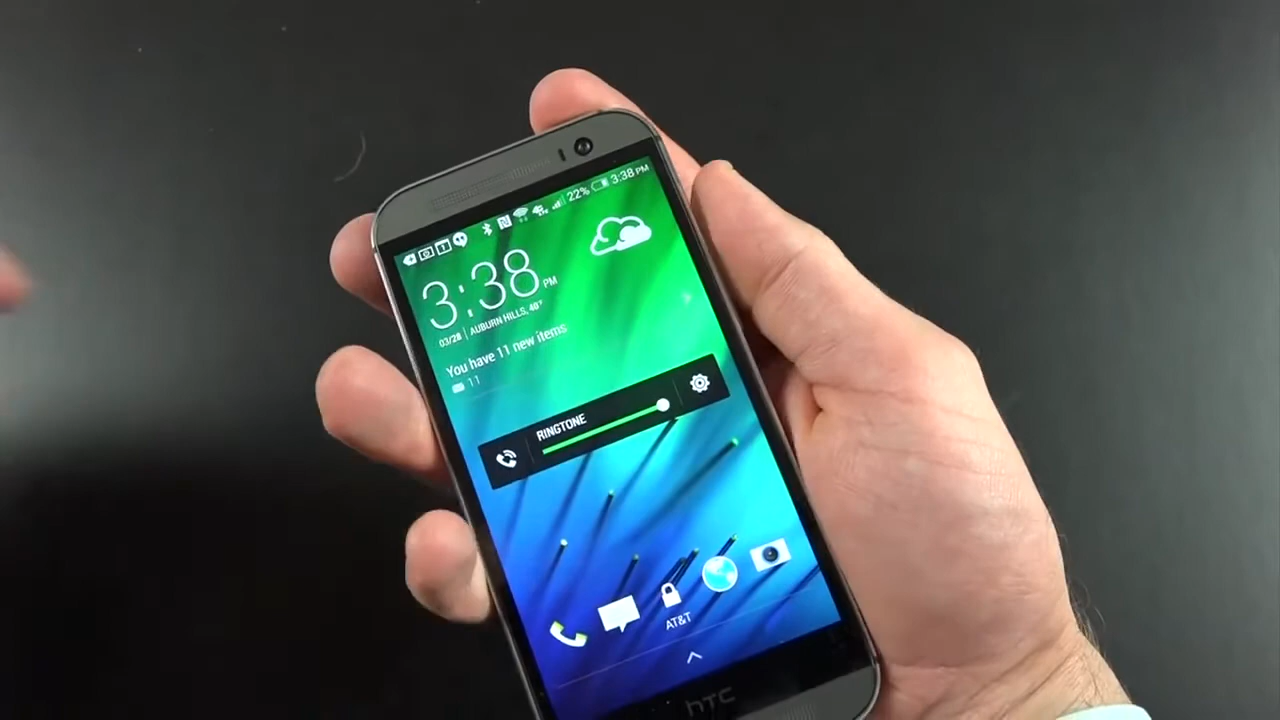 22% 3:38 PM
3:38 PM
03/28 | AUBURN HILLS, 40°
You have 11 new items
11
RINGTONE
AT&T
hTC